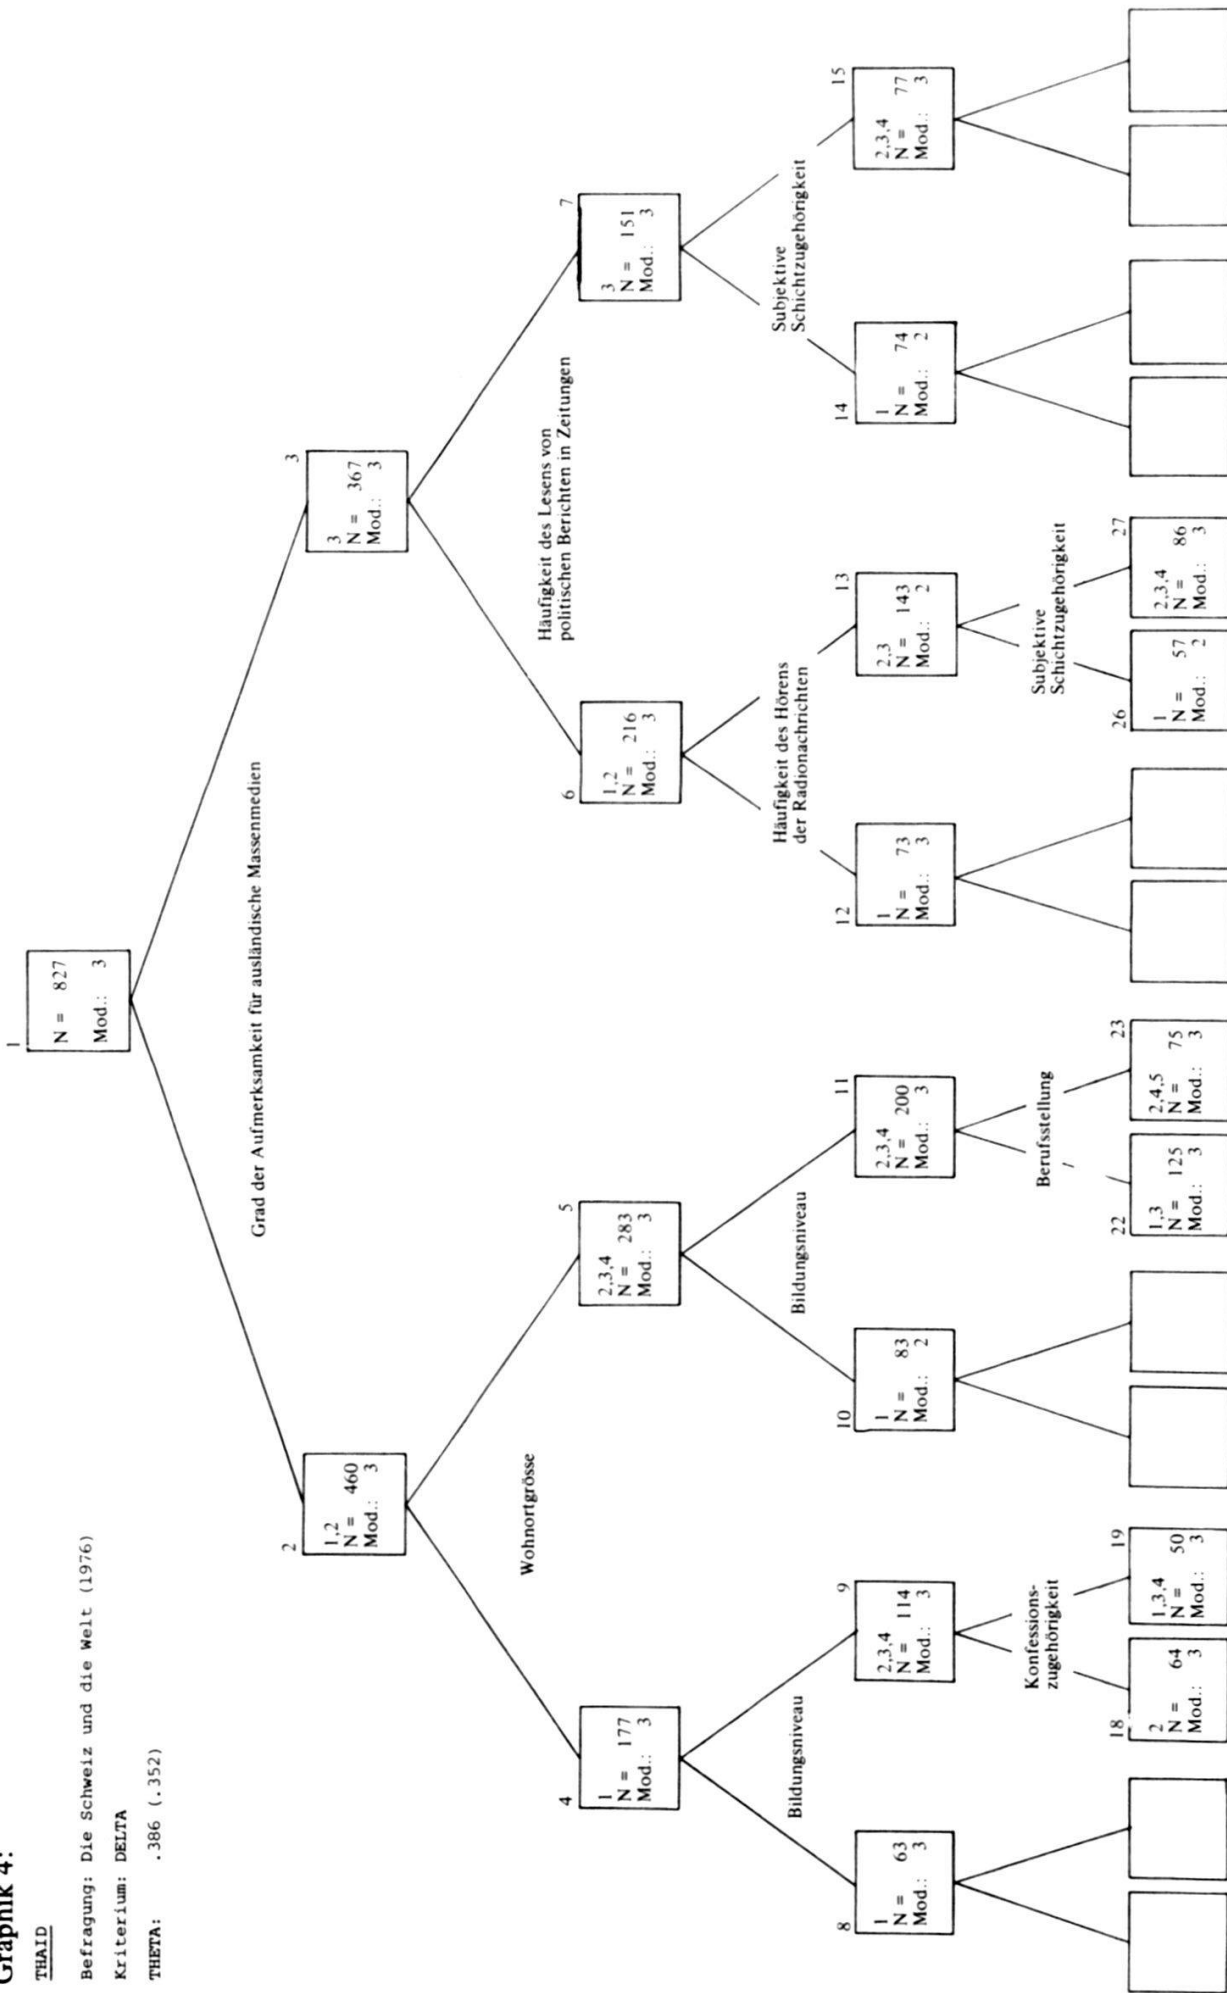 Graphik 4:
THAID
Befragung: Die Schweiz und die Welt (1976)
Kriterium: DELTA
THETA: .386 (.352)
1
N = 827
Mod.: 3
Grad der Aufmerksamkeit für ausländische Massenmedien
2
1,2
N = 460
Mod.: 3
3
3
N = 367
Mod.: 3
Wohnortgrösse
Häufigkeit des Lesens von
politischen Berichten in Zeitungen
4
1
N = 177
Mod.: 3
5
2,3,4
N = 283
Mod.: 3
6
1,2
N = 216
Mod.: 3
7
3
N = 151
Mod.: 3
Bildungsniveau
Bildungsniveau
Häufigkeit des Hörens
der Radionachrichten
Subjektive
Schichtzugehörigkeit
8
1
N = 63
Mod.: 3
9
2,3,4
N = 114
Mod.: 3
10
1
N = 83
Mod.: 2
11
2,3,4
N = 200
Mod.: 3
12
1
N = 73
Mod.: 3
13
2,3
N = 143
Mod.: 2
14
1
N = 74
Mod.: 2
15
2,3,4
N = 77
Mod.: 3
Konfessions-
zugehörigkeit
Berufsstellung
Subjektive
Schichtzugehörigkeit
18
2
N = 64
Mod.: 3
19
1,3,4
N = 50
Mod.: 3
22
1,3
N = 125
Mod.: 3
23
2,4,5
N = 75
Mod.: 3
26
1
N = 57
Mod.: 2
27
2,3,4
N = 86
Mod.: 3